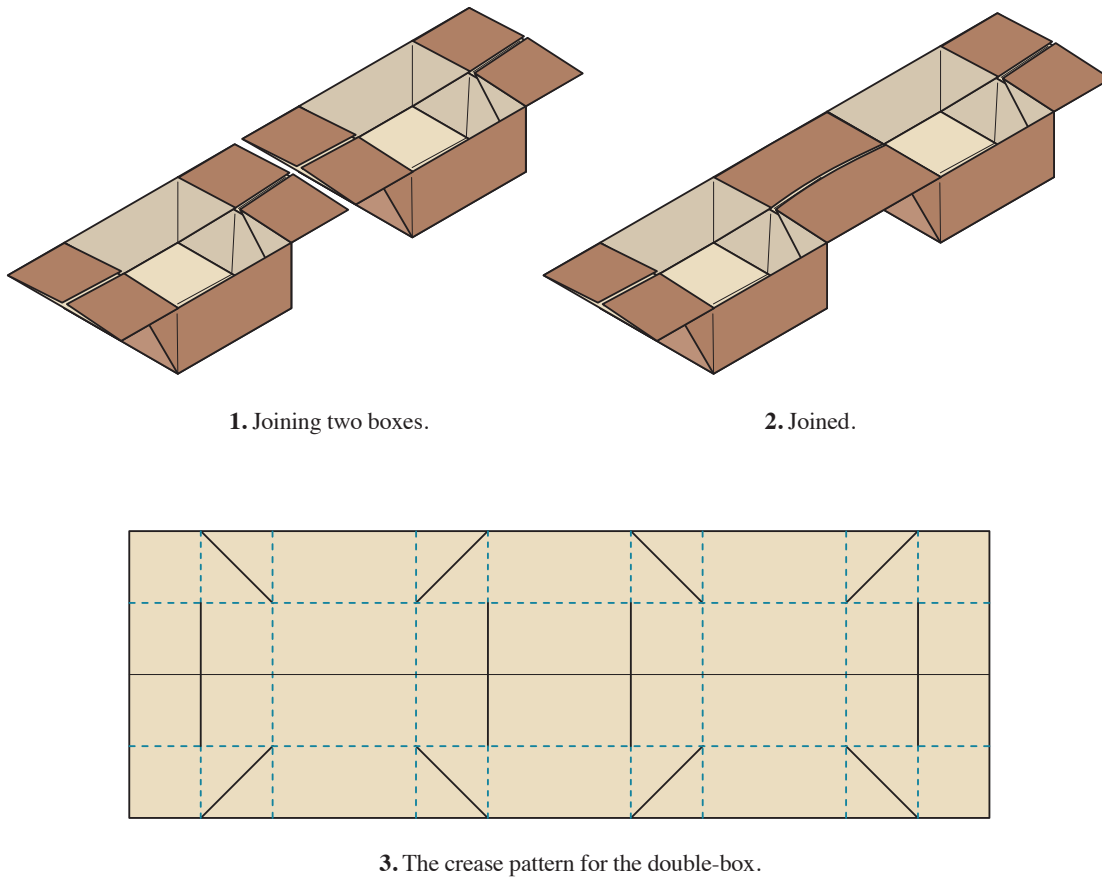 1. Joining two boxes.
2. Joined.
3. The crease pattern for the double-box.